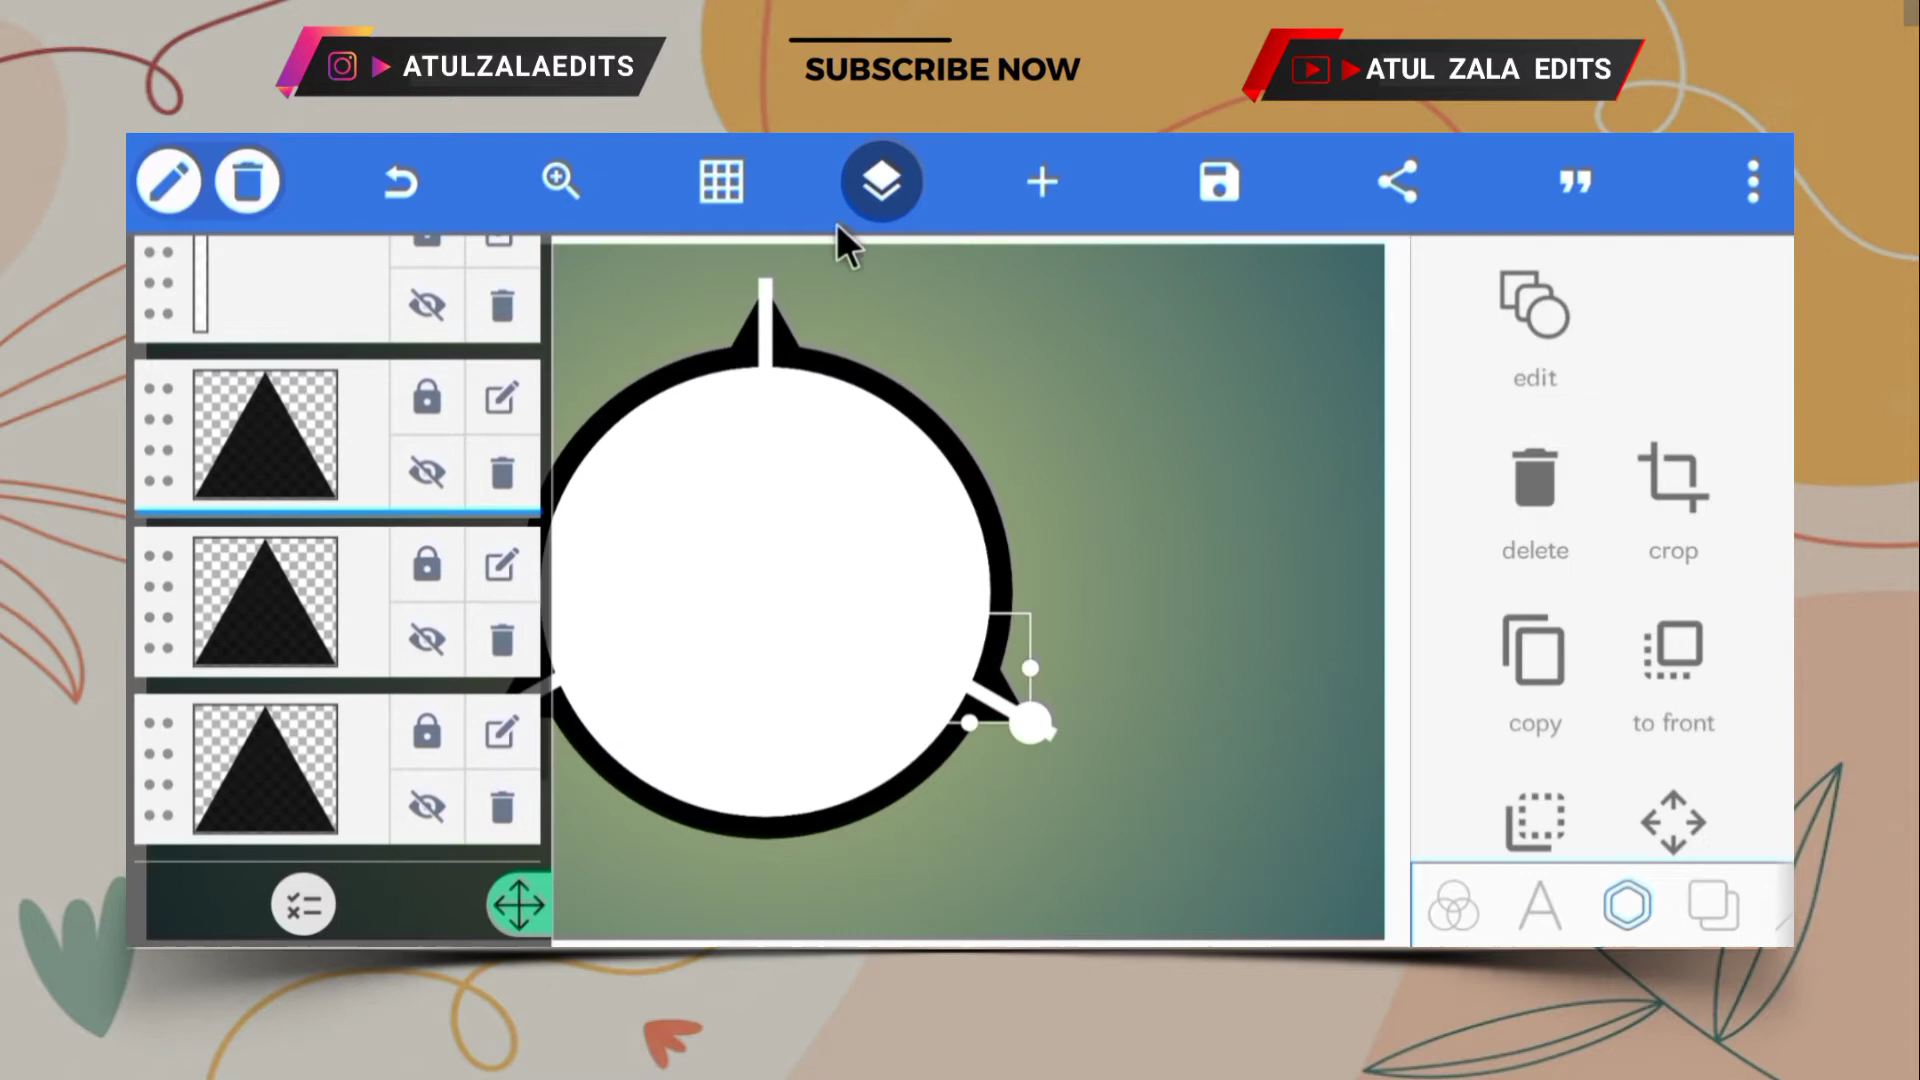 ATULZALAEDITS
SUBSCRIBE NOW
ATUL ZALA EDITS
edit
delete
crop
copy
to front